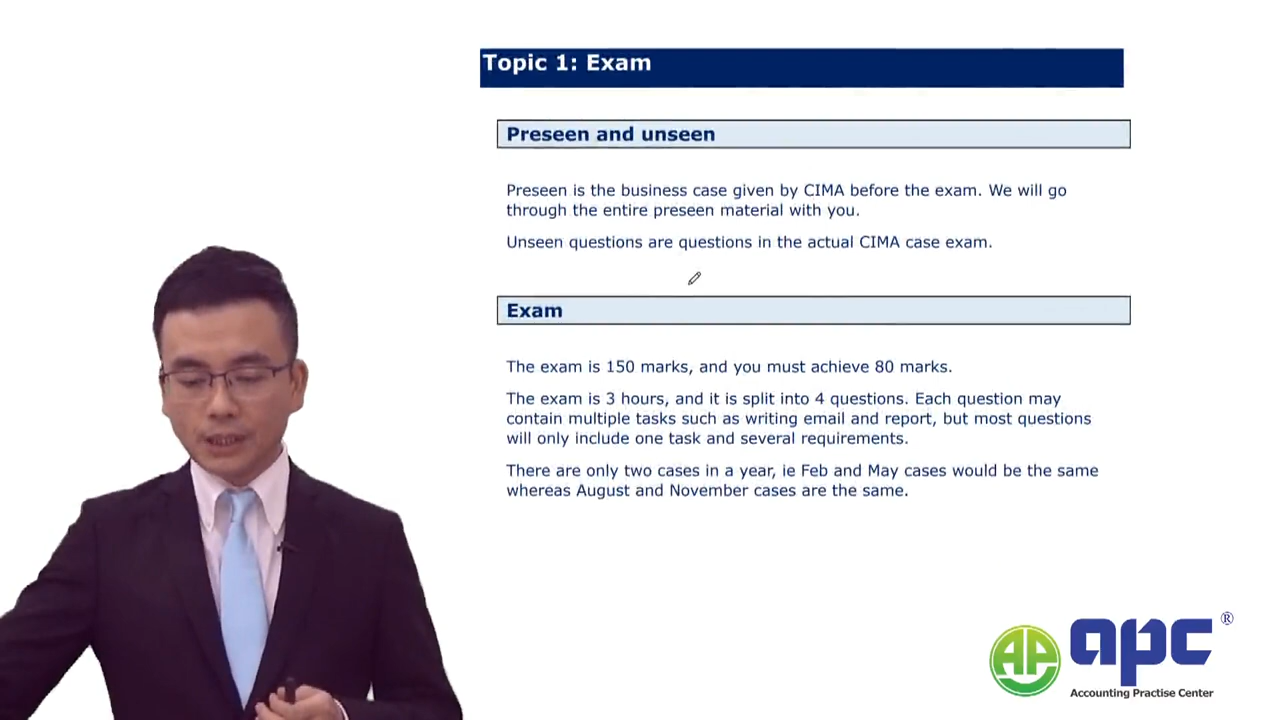 Topic 1: Exam
Preseen and unseen
Preseen is the business case given by CIMA before the exam. We will go
through the entire preseen material with you.
Unseen questions are questions in the actual CIMA case exam.
Exam
The exam is 150 marks, and you must achieve 80 marks.
The exam is 3 hours, and it is split into 4 questions. Each question may
contain multiple tasks such as writing email and report, but most questions
will only include one task and several requirements.
There are only two cases in a year, ie Feb and May cases would be the same
whereas August and November cases are the same.
AP apc ®
Accounting Practise Center